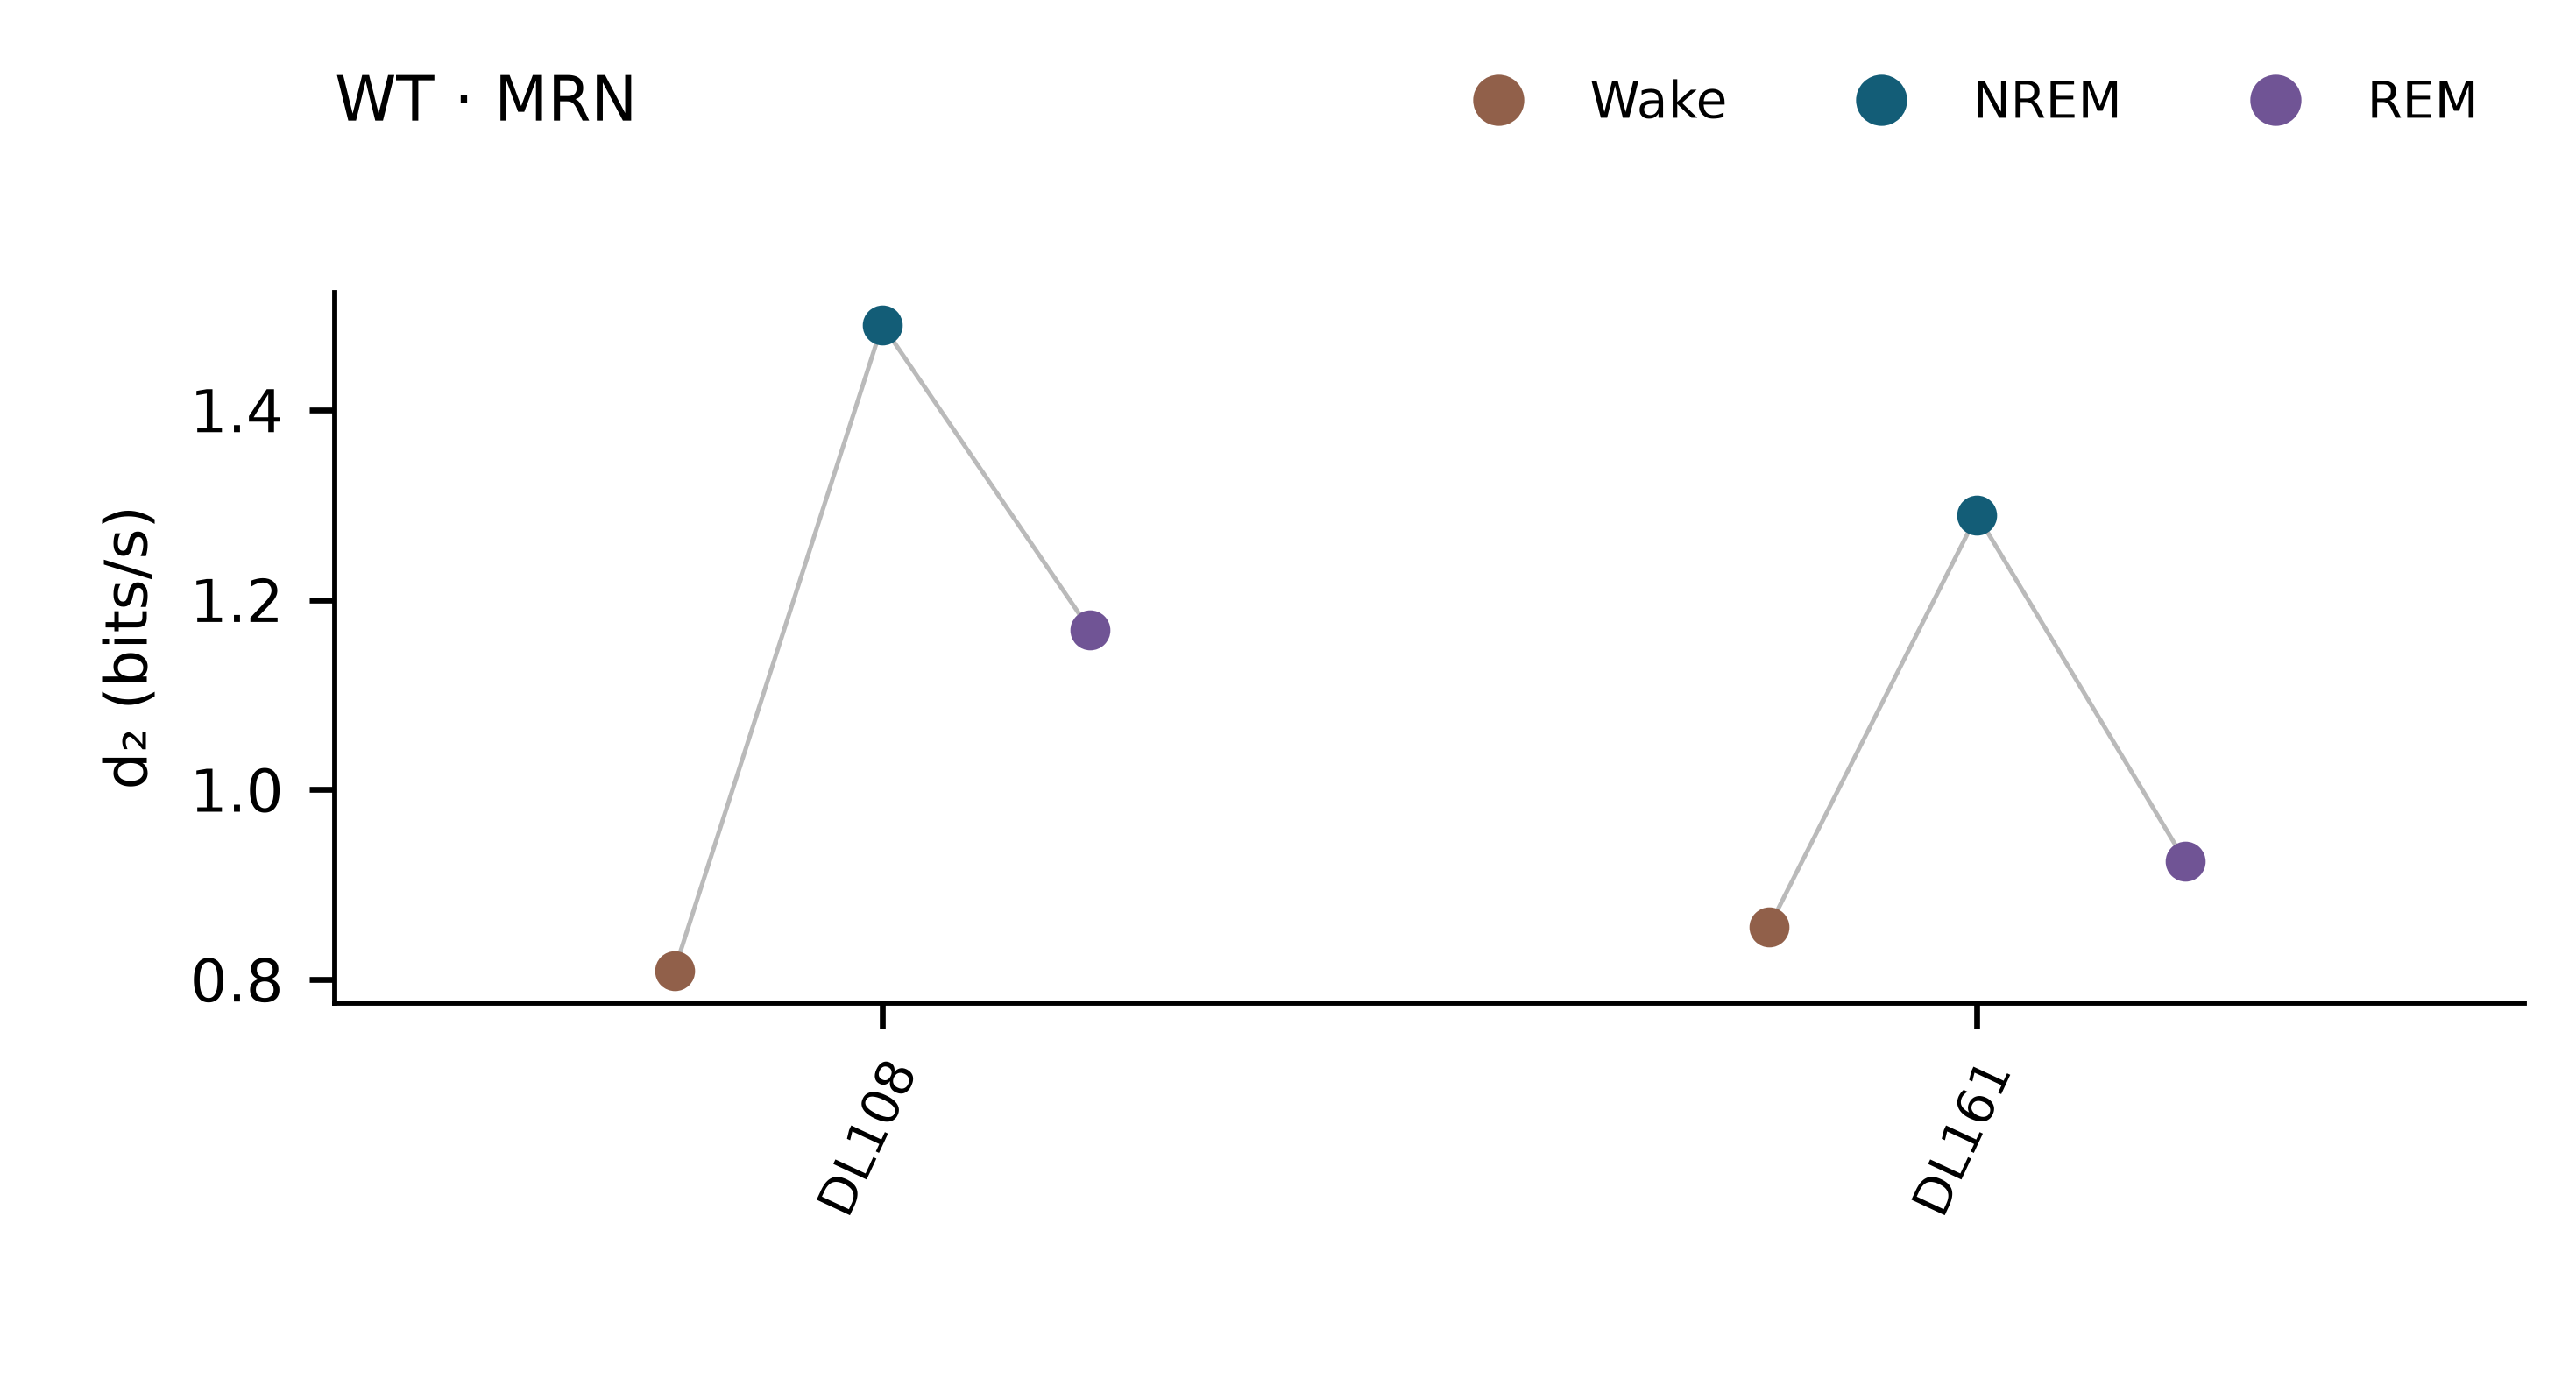 WT · MRN
Wake
NREM
REM
d₂ (bits/s)
1.4
1.2
1.0
0.8
DL108
DL161